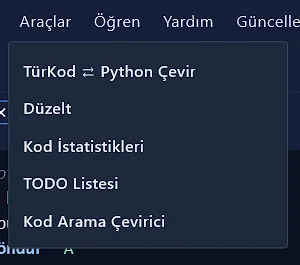 Araçlar Öğren Yardım Güncelle
TürKod ⇄ Python Çevir
Düzelt
Kod İstatistikleri
TODO Listesi
Kod Arama Çevirici
A